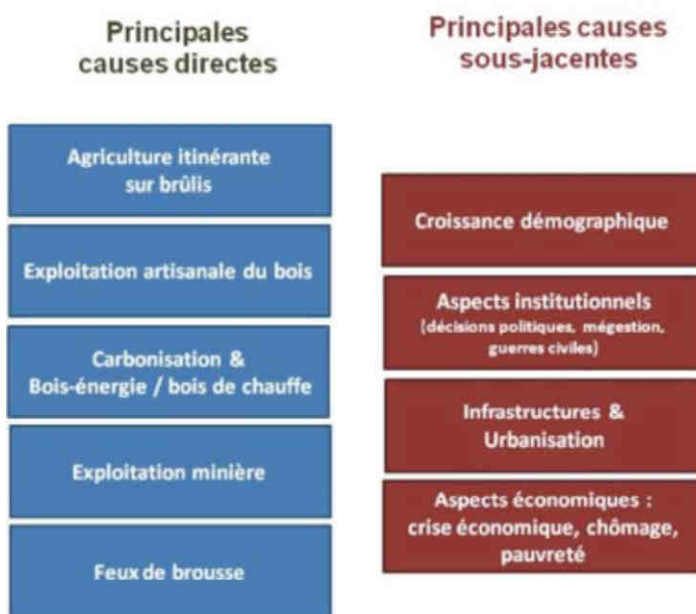 Principales
causes directes
Agriculture itinérante
sur brûlis
Exploitation artisanale du bois
Carbonisation &
Bois-énergie / bois de chauffe
Exploitation minière
Feux de brousse
Principales causes
sous-jacentes
Croissance démographique
Aspects institutionnels
(décisions politiques, mégestion,
guerres civiles)
Infrastructures &
Urbanisation
Aspects économiques :
crise économique, chômage,
pauvreté